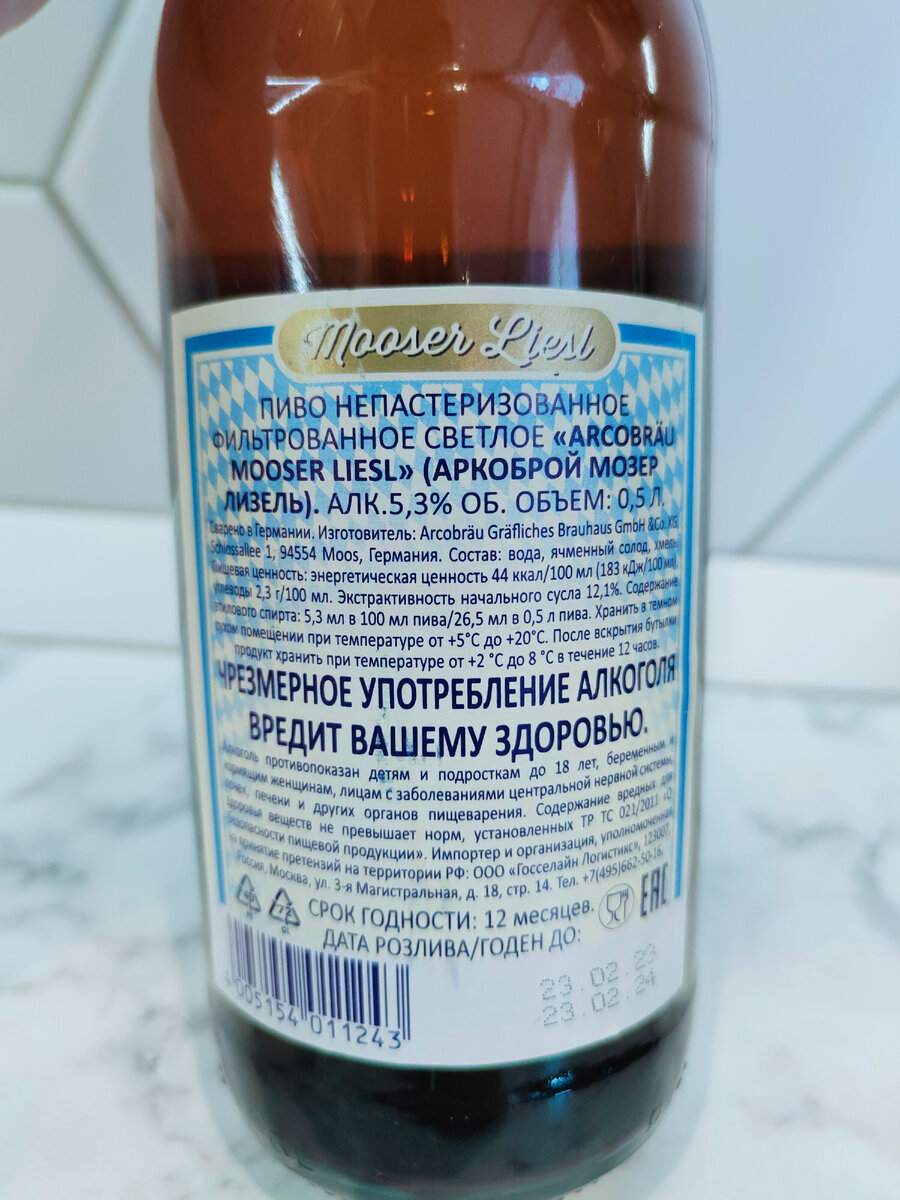 Mooser Liesl
ПИВО НЕПАСТЕРИЗОВАННОЕ
ФИЛЬТРОВАННОЕ СВЕТЛОЕ «ARCOBRÄU
MOOSER LIESL» (АРКОБРОЙ МОЗЕР
ЛИЗЕЛЬ). АЛК.5,3% ОБ. ОБЪЕМ: 0,5 Л.
Сварено в Германии. Изготовитель: Arcobräu Gräfliches Brauhaus GmbH &Co. KG,
Schlossallee 1, 94554 Moos, Германия. Состав: вода, ячменный солод, хмель.
Пищевая ценность: энергетическая ценность 44 ккал/100 мл (183 кДж/100 мл),
углеводы 2,3 г/100 мл. Экстрактивность начального сусла 12,1%. Содержание
этилового спирта: 5,3 мл в 100 мл пива/26,5 мл в 0,5 л пива. Хранить в темном
сухом помещении при температуре от +5°C до +20°C. После вскрытия бутылки
продукт хранить при температуре от +2 °C до 8 °C в течение 12 часов.
ЧРЕЗМЕРНОЕ УПОТРЕБЛЕНИЕ АЛКОГОЛЯ
ВРЕДИТ ВАШЕМУ ЗДОРОВЬЮ.
Алкоголь противопоказан детям и подросткам до 18 лет, беременным и
кормящим женщинам, лицам с заболеваниями центральной нервной системы,
почек, печени и других органов пищеварения. Содержание вредных для
здоровья веществ не превышает норм, установленных ТР ТС 021/2011 «О
безопасности пищевой продукции». Импортер и организация, уполномоченная
на принятие претензий на территории РФ: ООО «Госселайн Логистикс», 123007,
Россия, Москва, ул. 3-я Магистральная, д. 18, стр. 14. Тел. +7(495)662-50-16.
СРОК ГОДНОСТИ: 12 месяцев.
ДАТА РОЗЛИВА/ГОДЕН ДО:
72
GL
EAC
23.02.23
23.02.24
4 005154 011243